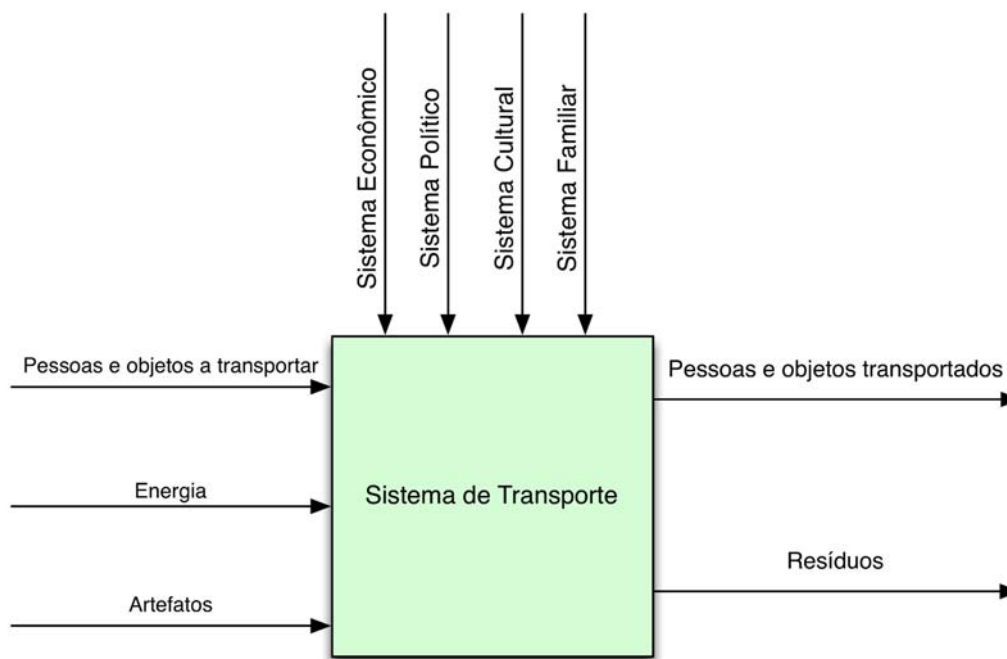 Sistema Econômico
Sistema Político
Sistema Cultural
Sistema Familiar
Pessoas e objetos a transportar
Pessoas e objetos transportados
Energia
Sistema de Transporte
Resíduos
Artefatos